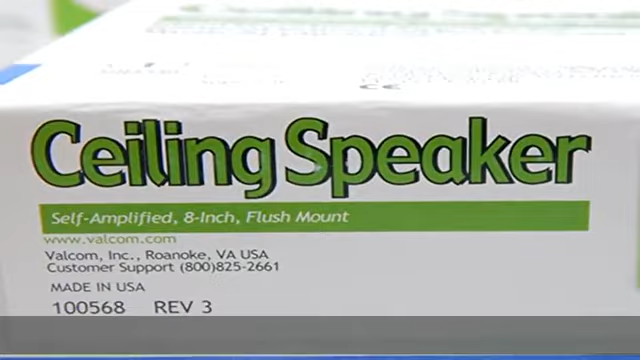 Ceiling Speaker
Self-Amplified, 8-Inch, Flush Mount
www.valcom.com
Valcom, Inc., Roanoke, VA USA
Customer Support (800)825-2661
MADE IN USA
100568 REV 3